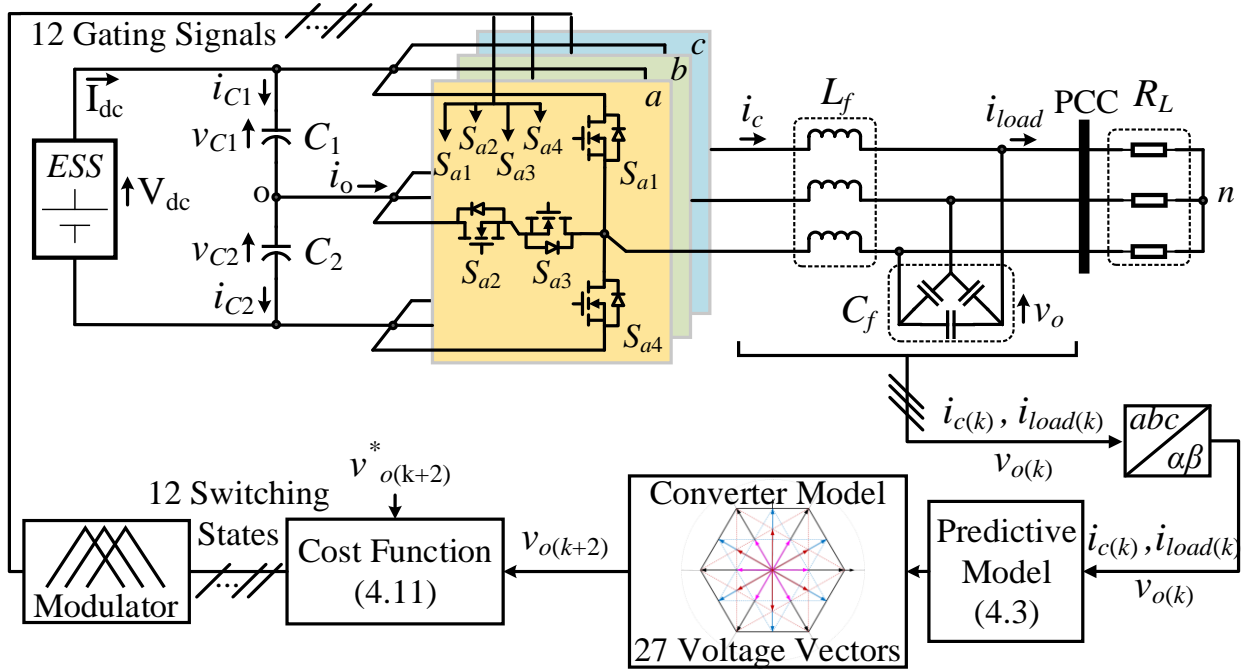 12 Gating Signals
...
c
b
a
I_dc
i_C1
v_C1
C_1
ESS
V_dc
o
i_o
v_C2
C_2
i_C2
S_a1
S_a2
S_a3
S_a4
S_a1
S_a2
S_a3
S_a4
i_c
L_f
i_load
PCC
R_L
n
C_f
v_o
i_c(k) , i_load(k)
v_o(k)
abc
αβ
i_c(k) , i_load(k)
v_o(k)
Predictive
Model
(4.3)
Converter Model
27 Voltage Vectors
v_o(k+2)
v*_o(k+2)
Cost Function
(4.11)
12 Switching
States
...
Modulator